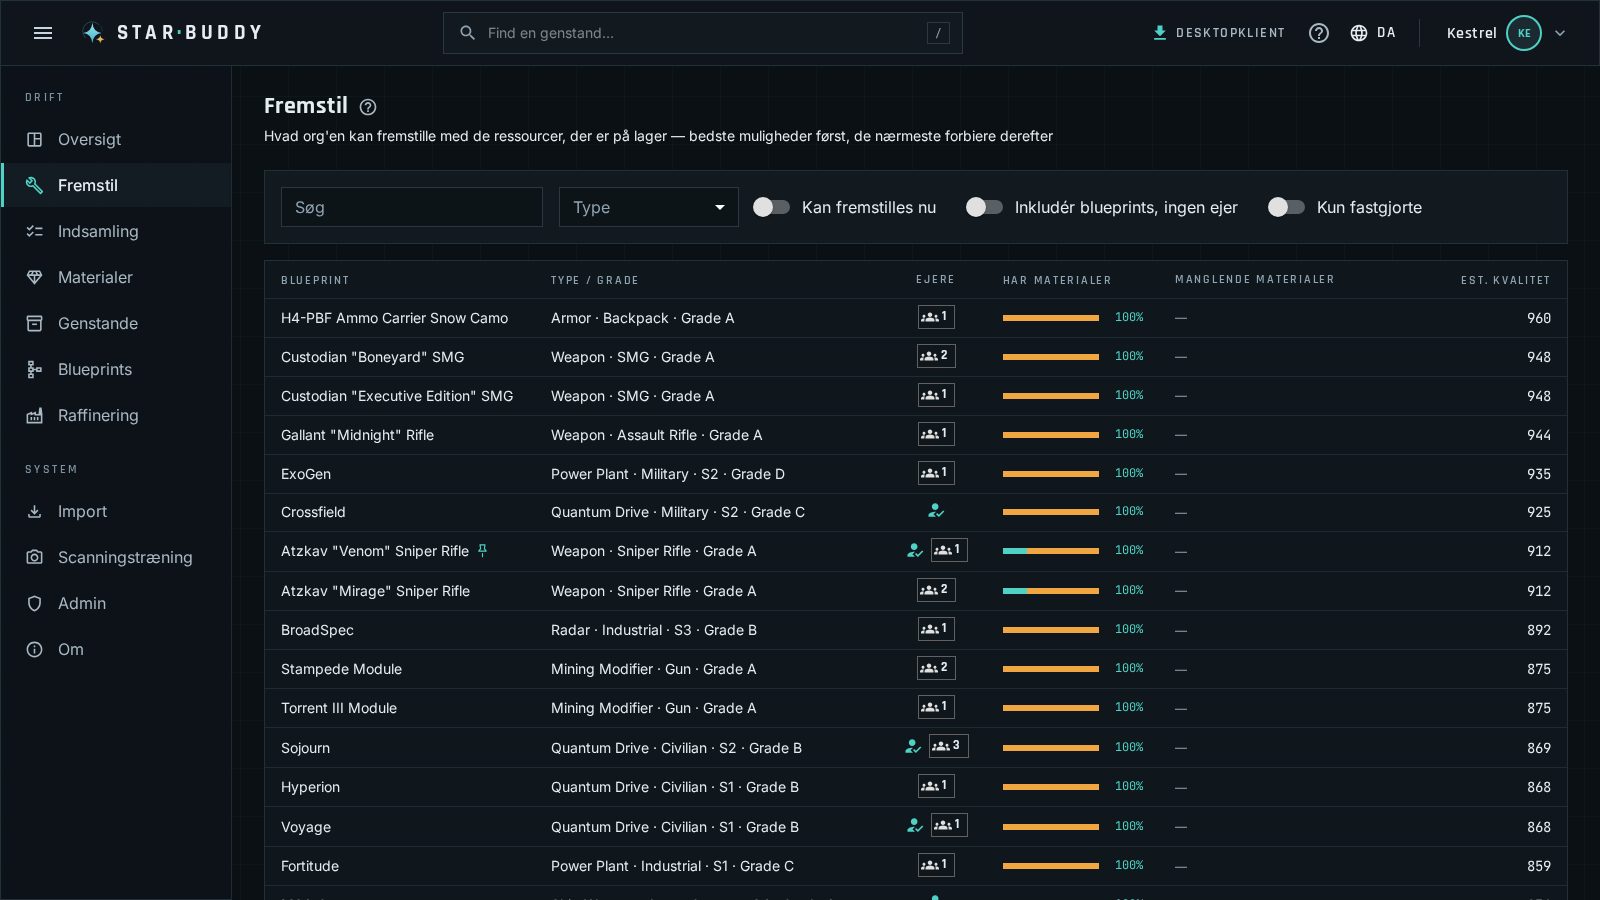 STAR·BUDDY
Find en genstand...
/
DESKTOPKLIENT
DA
Kestrel
KE
DRIFT
Oversigt
Fremstil
Indsamling
Materialer
Genstande
Blueprints
Raffinering
SYSTEM
Import
Scanningstræning
Admin
Om
Fremstil
Hvad org'en kan fremstille med de ressourcer, der er på lager — bedste muligheder først, de nærmeste forbiere derefter
Søg
Type
Kan fremstilles nu
Inkludér blueprints, ingen ejer
Kun fastgjorte
BLUEPRINT TYPE / GRADE EJERE HAR MATERIALER MANGLENDE MATERIALER EST. KVALITET
H4-PBF Ammo Carrier Snow Camo Armor · Backpack · Grade A 1 100% — 960
Custodian "Boneyard" SMG Weapon · SMG · Grade A 2 100% — 948
Custodian "Executive Edition" SMG Weapon · SMG · Grade A 1 100% — 948
Gallant "Midnight" Rifle Weapon · Assault Rifle · Grade A 1 100% — 944
ExoGen Power Plant · Military · S2 · Grade D 1 100% — 935
Crossfield Quantum Drive · Military · S2 · Grade C 100% — 925
Atzkav "Venom" Sniper Rifle Weapon · Sniper Rifle · Grade A 1 100% — 912
Atzkav "Mirage" Sniper Rifle Weapon · Sniper Rifle · Grade A 2 100% — 912
BroadSpec Radar · Industrial · S3 · Grade B 1 100% — 892
Stampede Module Mining Modifier · Gun · Grade A 2 100% — 875
Torrent III Module Mining Modifier · Gun · Grade A 1 100% — 875
Sojourn Quantum Drive · Civilian · S2 · Grade B 3 100% — 869
Hyperion Quantum Drive · Civilian · S1 · Grade B 1 100% — 868
Voyage Quantum Drive · Civilian · S1 · Grade B 1 100% — 868
Fortitude Power Plant · Industrial · S1 · Grade C 1 100% — 859